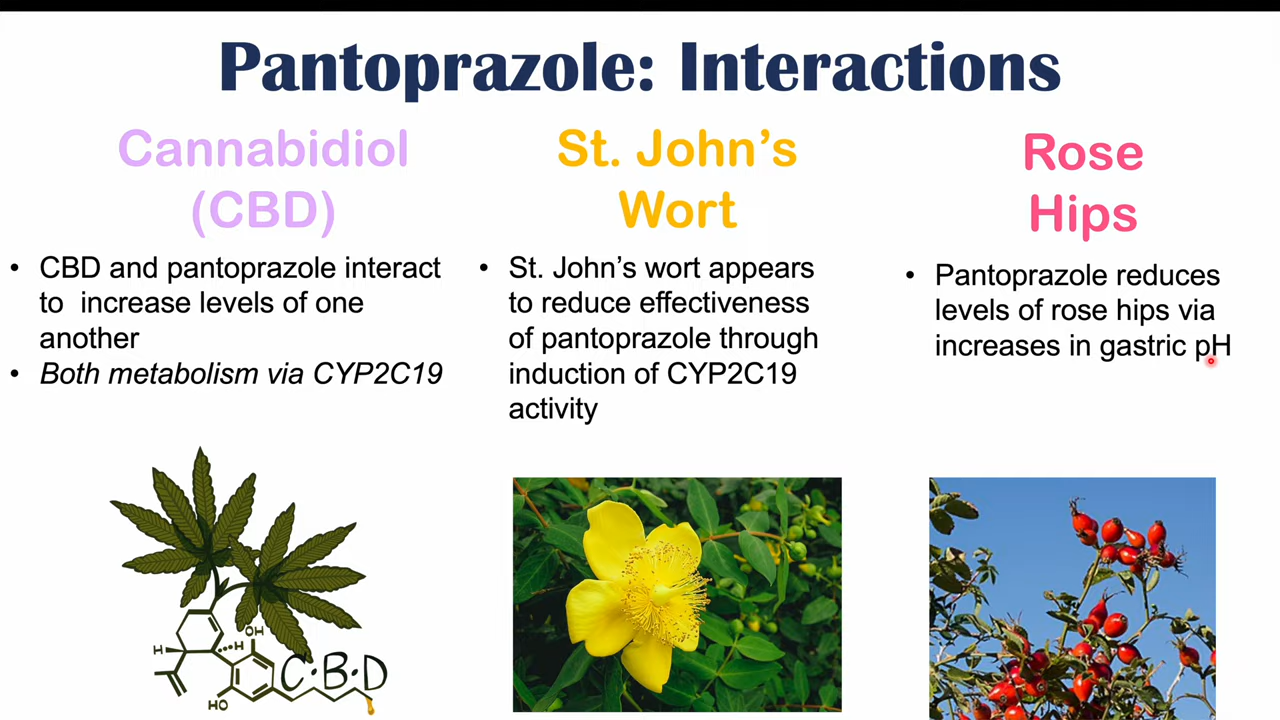 Pantoprazole: Interactions
Cannabidiol
(CBD)
• CBD and pantoprazole interact
to increase levels of one
another
• Both metabolism via CYP2C19
H
OH
H
HO
C·B·D
St. John’s
Wort
• St. John’s wort appears
to reduce effectiveness
of pantoprazole through
induction of CYP2C19
activity
Rose
Hips
• Pantoprazole reduces
levels of rose hips via
increases in gastric pH